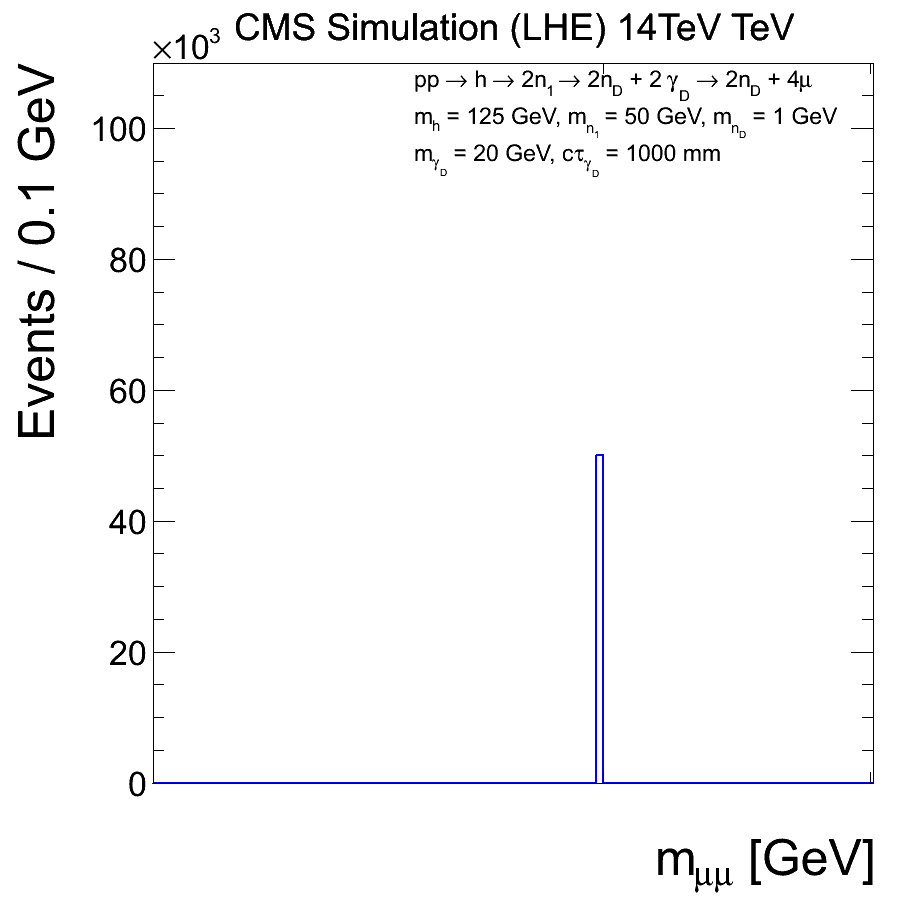 CMS Simulation (LHE) 14TeV TeV
×10³
pp → h → 2n₁ → 2n_D + 2 γ_D → 2n_D + 4μ
m_h = 125 GeV, m_n₁ = 50 GeV, m_n_D = 1 GeV
m_γ_D = 20 GeV, cτ_γ_D = 1000 mm
Events / 0.1 GeV
100
80
60
40
20
0
m_μμ [GeV]